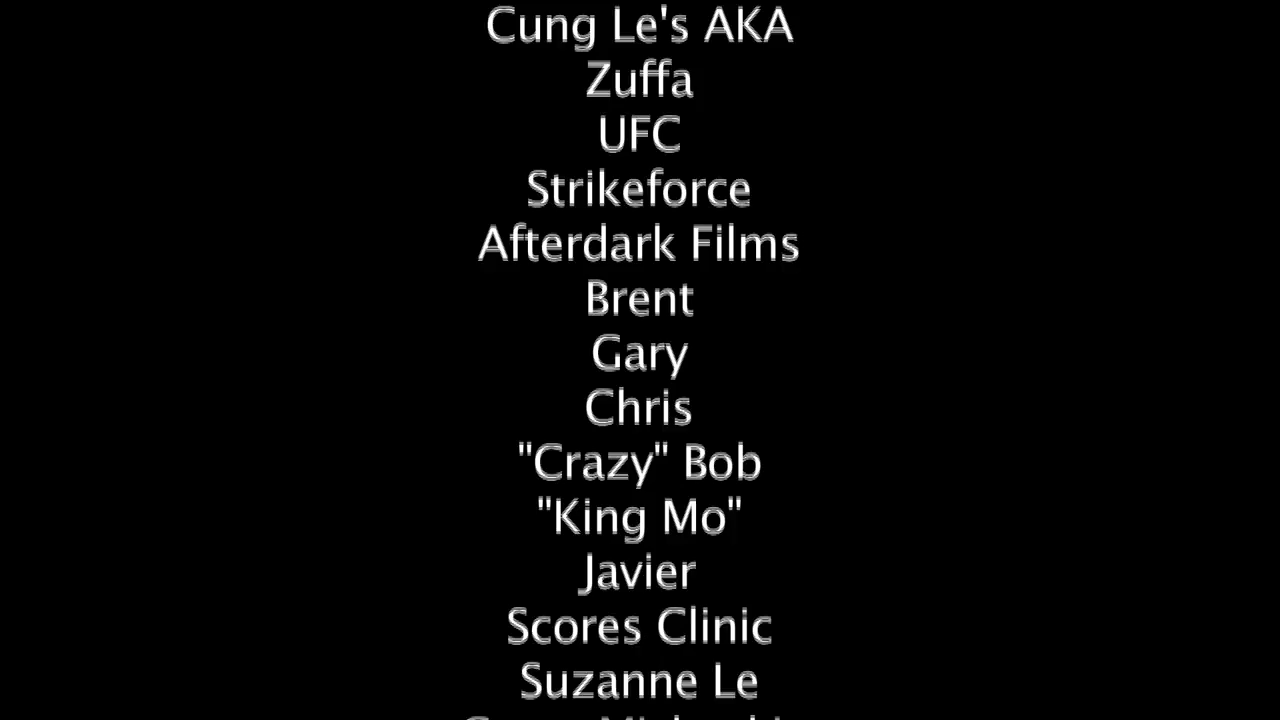 Cung Le's AKA
Zuffa
UFC
Strikeforce
Afterdark Films
Brent
Gary
Chris
"Crazy" Bob
"King Mo"
Javier
Scores Clinic
Suzanne Le